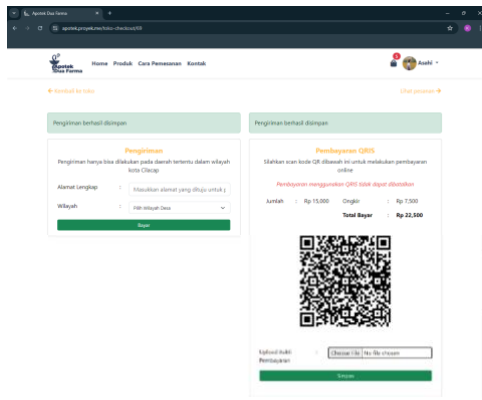 Apotek Dua Farma
apotek.proyek.me/toko-checkout/69
Apotek
Dua Farma
Home Produk Cara Pemesanan Kontak
Asahi
Kembali ke toko
Lihat pesanan
Pengiriman berhasil disimpan
Pengiriman
Pengiriman hanya bisa dilakukan pada daerah tertentu dalam wilayah
kota Cilacap
Alamat Lengkap : Masukkan alamat yang dituju untuk p
Wilayah : Pilih Wilayah Desa
Bayar
Pengiriman berhasil disimpan
Pembayaran QRIS
Silahkan scan kode QR dibawah ini untuk melakukan pembayaran
online
Pembayaran menggunakan QRIS tidak dapat dibatalkan
Jumlah : Rp 15,000 Ongkir : Rp 7,500
Total Bayar : Rp 22,500
Upload Bukti : Choose File No file chosen
Pembayaran
Simpan